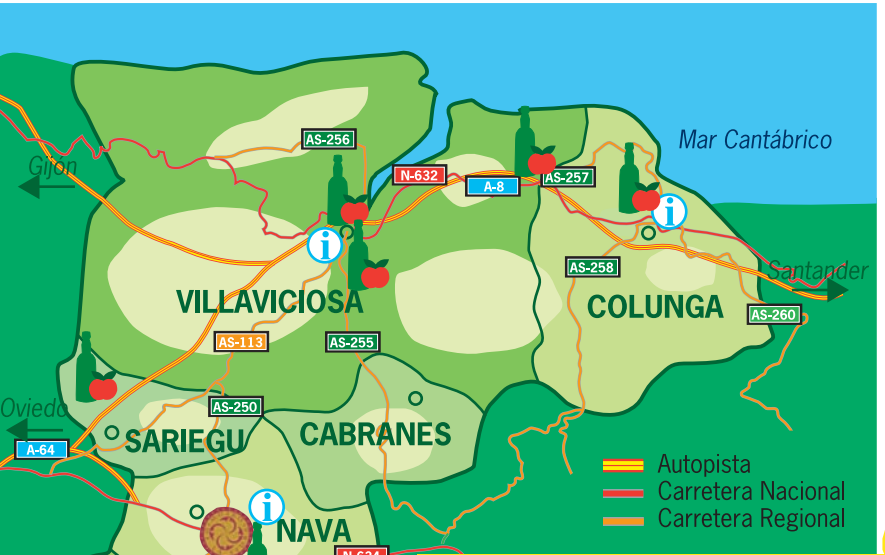 Mar Cantábrico
AS-256
Gijón
N-632
A-8
AS-257
i
i
AS-258
Santander
VILLAVICIOSA
COLUNGA
AS-260
AS-113
AS-255
Oviedo
AS-250
SARIEGU
CABRANES
A-64
Autopista
Carretera Nacional
Carretera Regional
i
NAVA
N-634